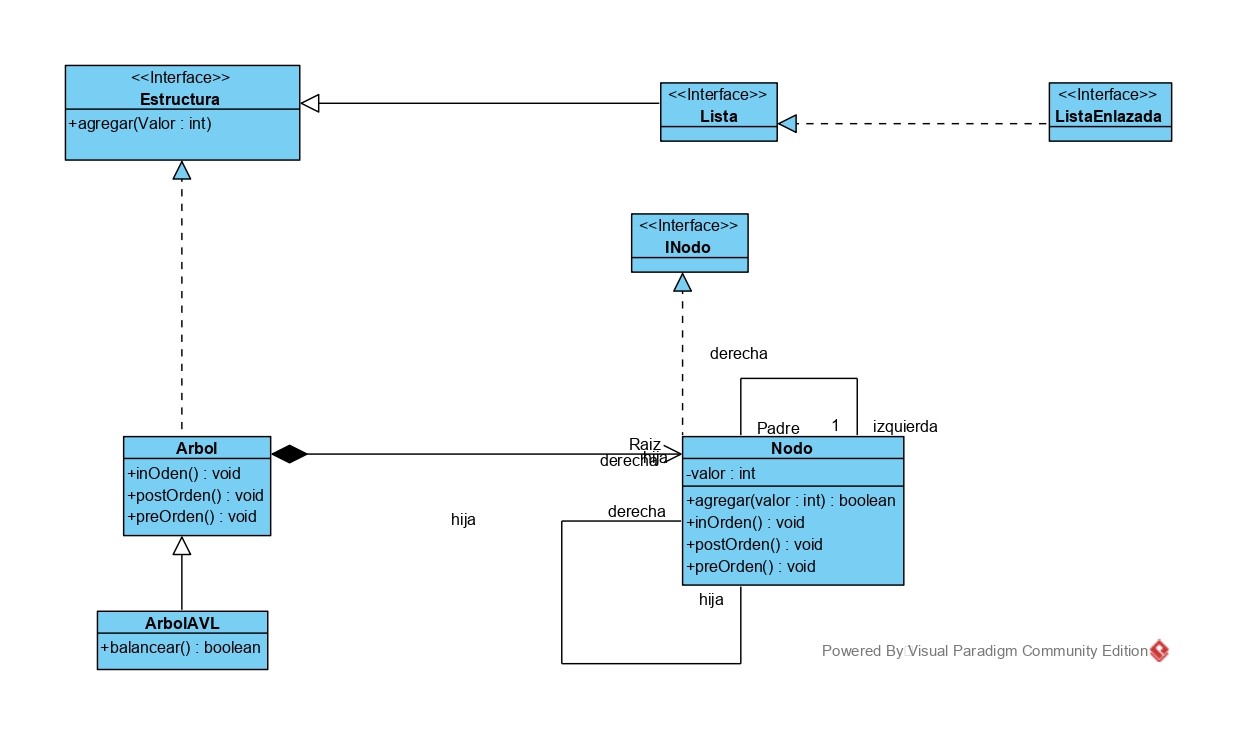 <<Interface>>
Estructura
+agregar(Valor : int)
<<Interface>>
Lista
<<Interface>>
ListaEnlazada
<<Interface>>
INodo
derecha
Padre
1
izquierda
Arbol
+inOden() : void
+postOrden() : void
+preOrden() : void
Raiz
derecha
hija
Nodo
-valor : int
+agregar(valor : int) : boolean
+inOrden() : void
+postOrden() : void
+preOrden() : void
derecha
hija
hija
ArbolAVL
+balancear() : boolean
Powered By Visual Paradigm Community Edition